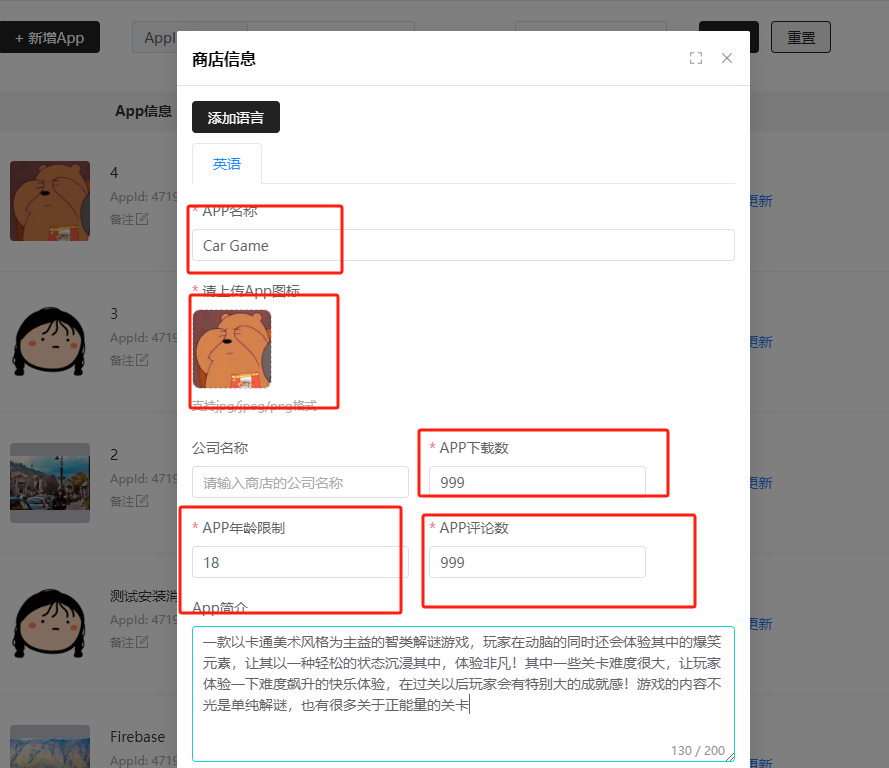 + 新增App
AppI
重置
商店信息
App信息
添加语言
英语
4
AppId: 4719
备注
更新
* APP名称
Car Game
* 请上传App图标
3
AppId: 4719
备注
更新
支持jpg/jpeg/png格式
公司名称
* APP下载数
请输入商店的公司名称
999
2
AppId: 4719
备注
更新
* APP年龄限制
* APP评论数
18
999
测试安装消
AppId: 4719
备注
更新
App简介
一款以卡通美术风格为主益的智类解谜游戏，玩家在动脑的同时还会体验其中的爆笑
元素，让其以一种轻松的状态沉浸其中，体验非凡！其中一些关卡难度很大，让玩家
体验一下难度飙升的快乐体验，在过关以后玩家会有特别大的成就感！游戏的内容不
光是单纯解谜，也有很多关于正能量的关卡
130 / 200
Firebase
AppId: 4719
更新